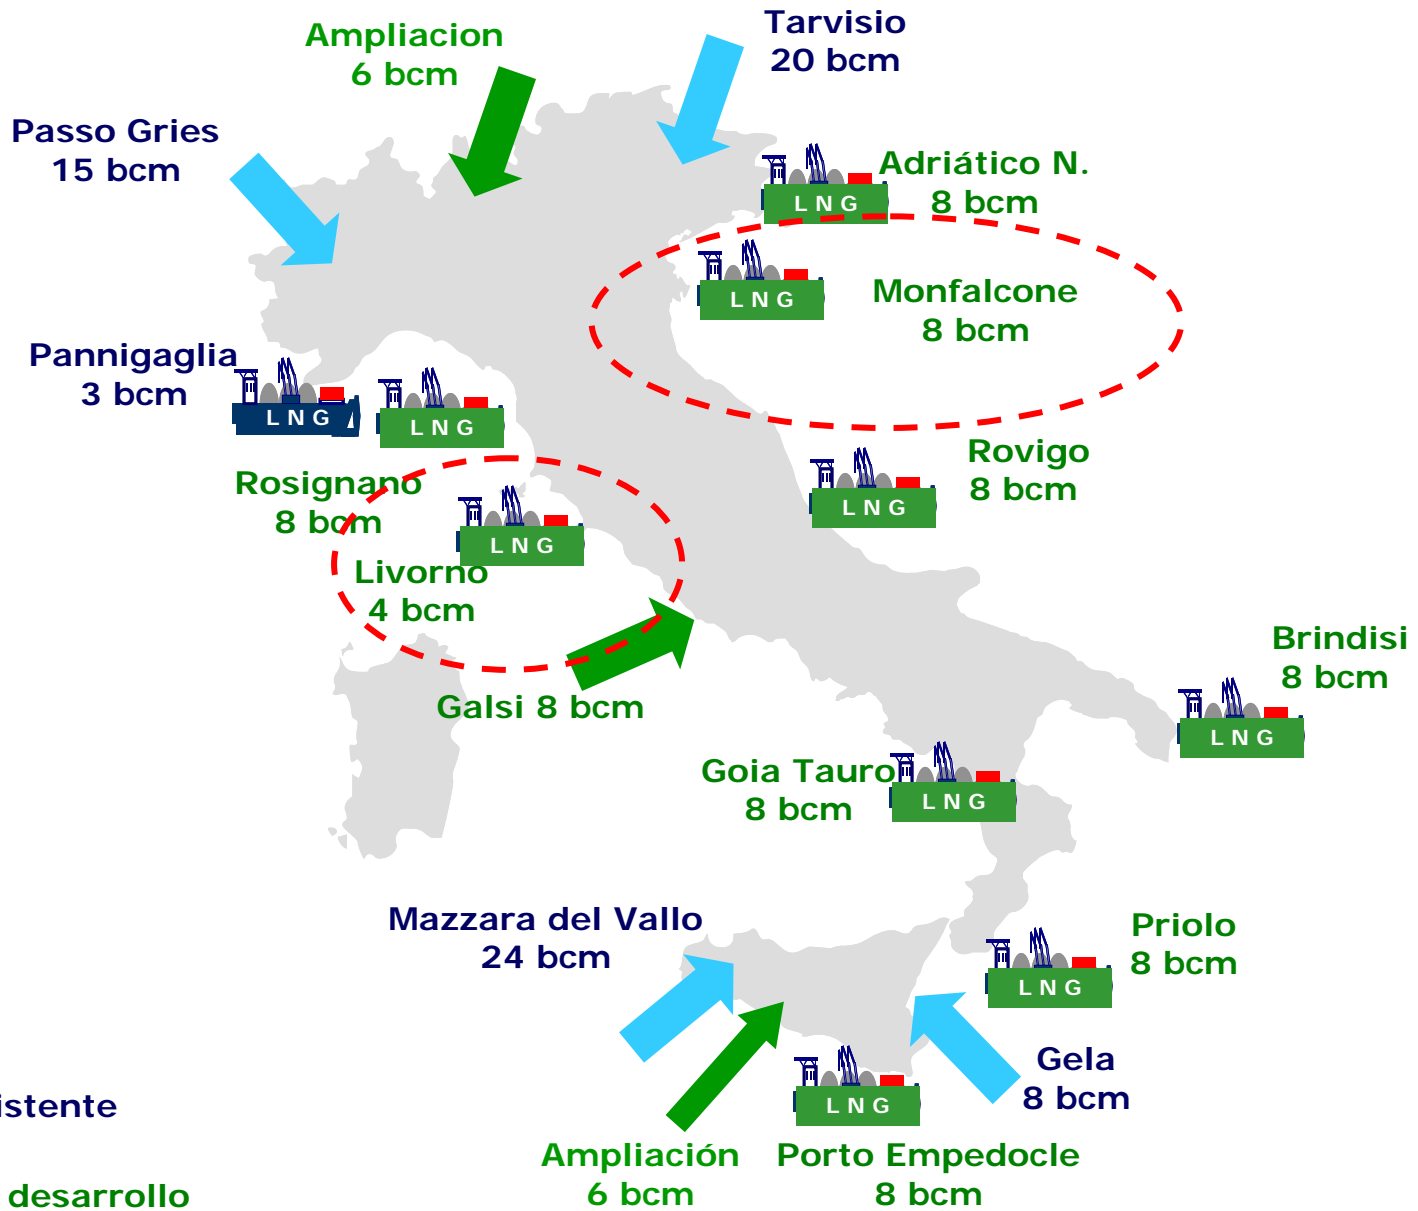 Tarvisio
20 bcm
Ampliacion
6 bcm
Passo Gries
15 bcm
Adriático N.
8 bcm
LNG
LNG
Monfalcone
8 bcm
Pannigaglia
3 bcm
LNG
LNG
Rosignano
8 bcm
Rovigo
8 bcm
LNG
LNG
Livorno
4 bcm
Galsi 8 bcm
Brindisi
8 bcm
LNG
Goia Tauro
8 bcm
LNG
Mazzara del Vallo
24 bcm
Priolo
8 bcm
LNG
Gela
8 bcm
LNG
istente
Ampliación
6 bcm
Porto Empedocle
8 bcm
desarrollo